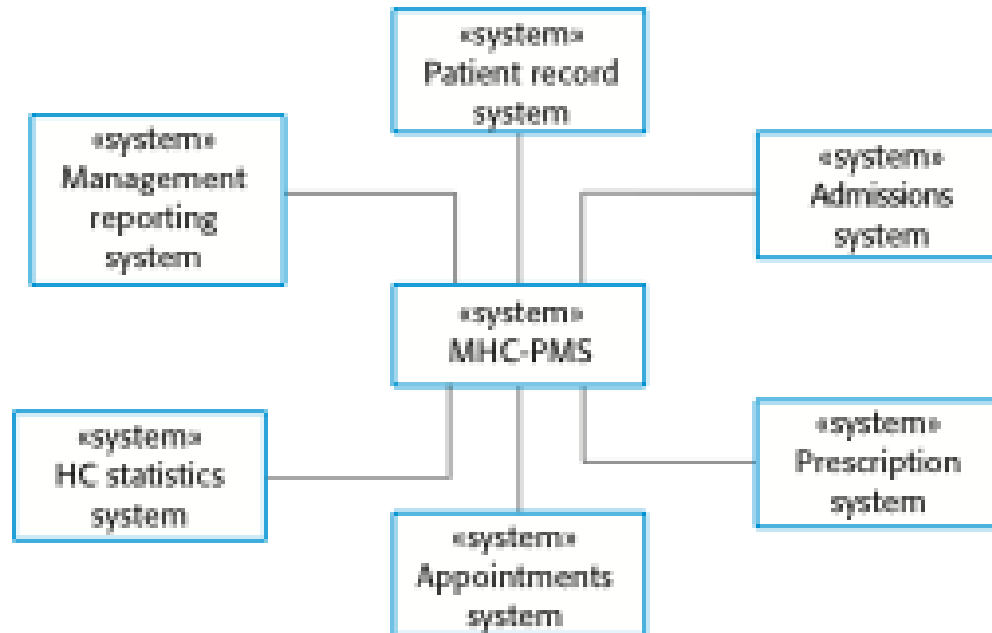 «system»
Patient record
system
«system»
Management
reporting
system
«system»
Admissions
system
«system»
MHC-PMS
«system»
HC statistics
system
«system»
Prescription
system
«system»
Appointments
system